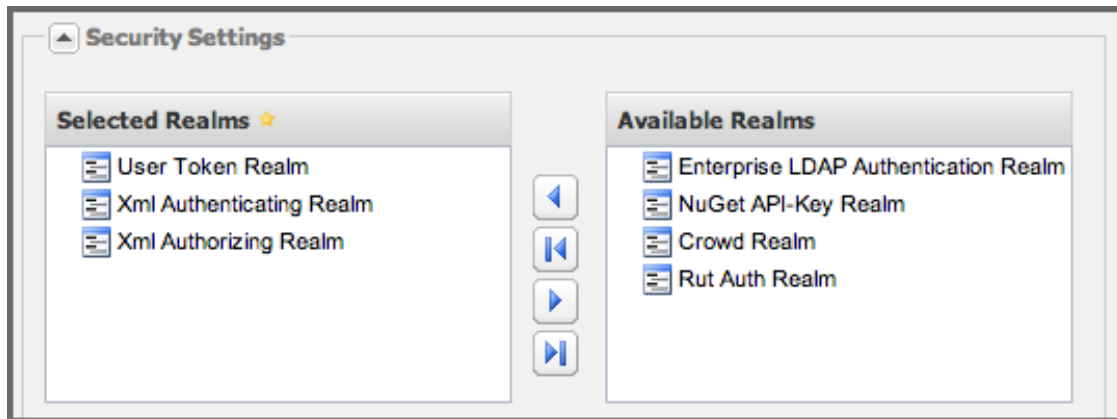 Security Settings
Selected Realms
User Token Realm
Xml Authenticating Realm
Xml Authorizing Realm
Available Realms
Enterprise LDAP Authentication Realm
NuGet API-Key Realm
Crowd Realm
Rut Auth Realm